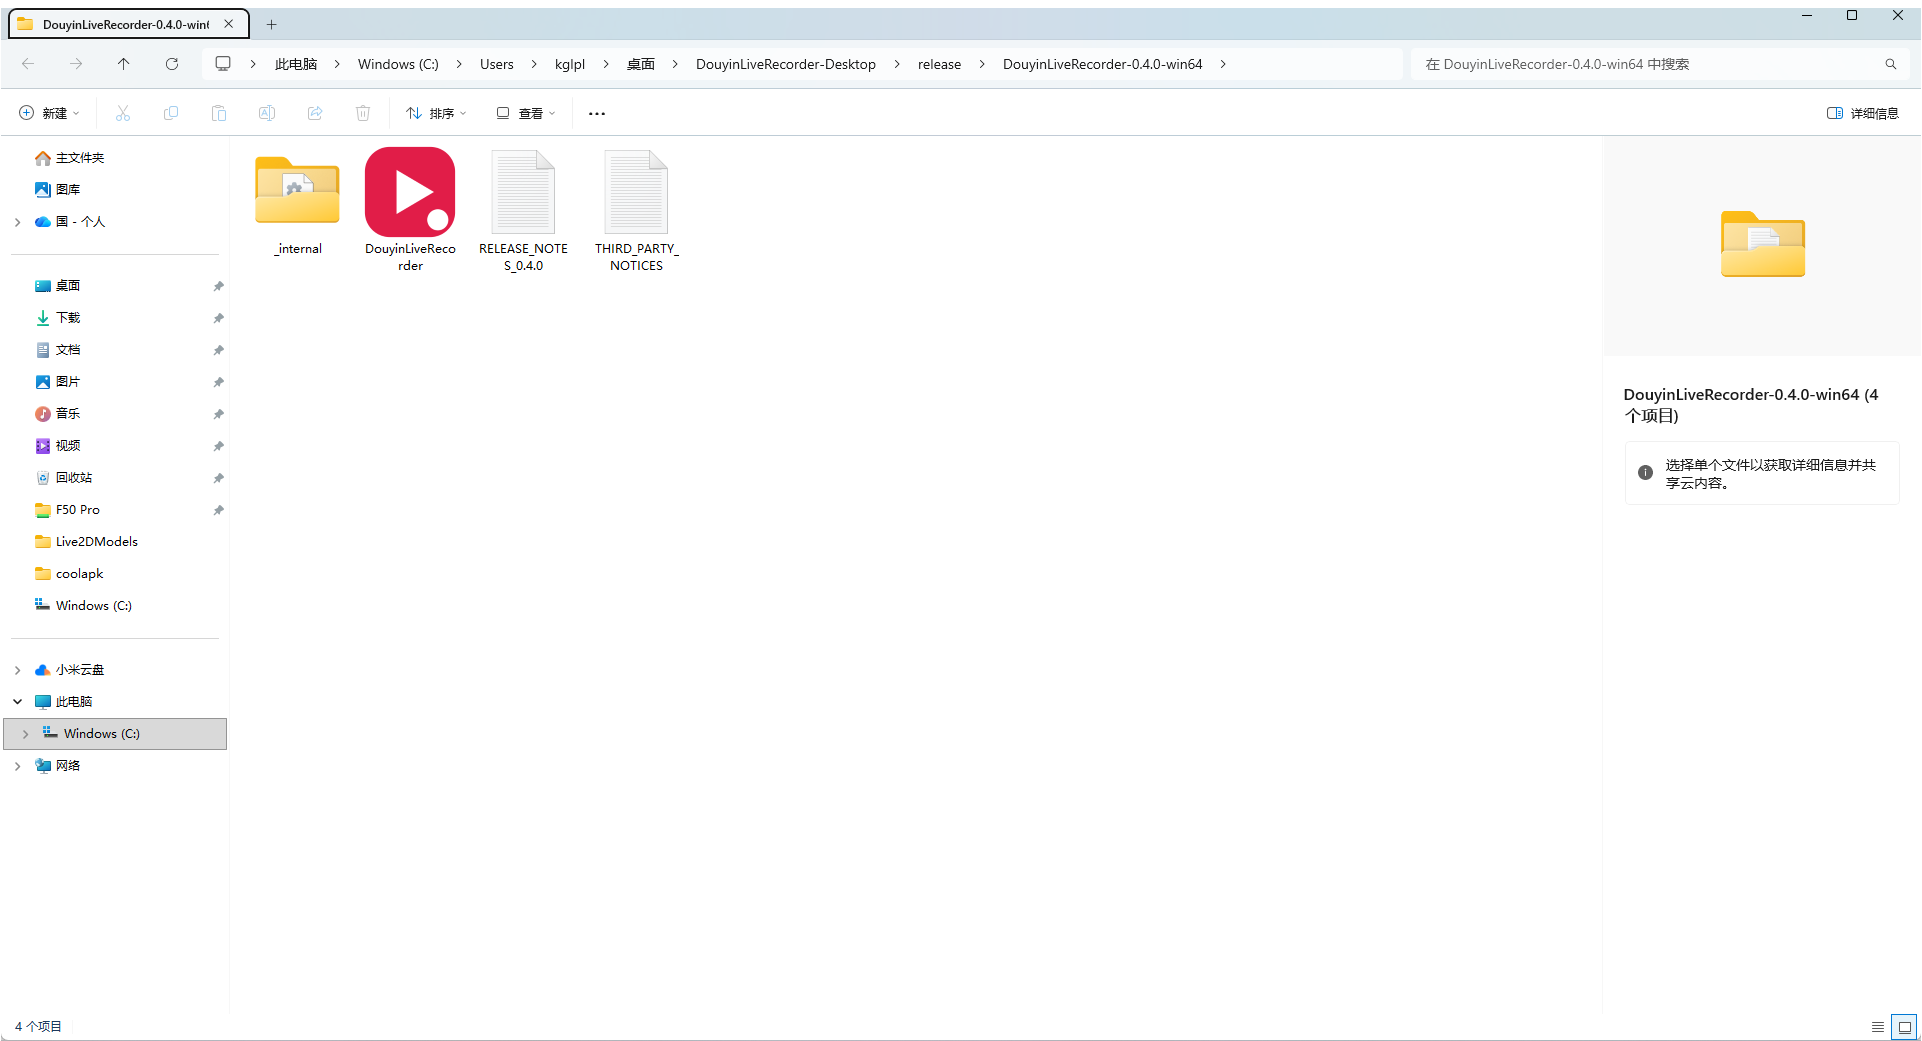 DouyinLiveRecorder-0.4.0-win6
此电脑 Windows (C:) Users kglpl 桌面 DouyinLiveRecorder-Desktop release DouyinLiveRecorder-0.4.0-win64
在 DouyinLiveRecorder-0.4.0-win64 中搜索
新建 排序 查看 ... 详细信息
主文件夹
图库
国 - 个人
桌面
下载
文档
图片
音乐
视频
回收站
F50 Pro
Live2DModels
coolapk
Windows (C:)
小米云盘
此电脑
Windows (C:)
网络
_internal
DouyinLiveReco
rder
RELEASE_NOTE
S_0.4.0
THIRD_PARTY_
NOTICES
DouyinLiveRecorder-0.4.0-win64 (4
个项目)
选择单个文件以获取详细信息并共
享云内容。
4 个项目